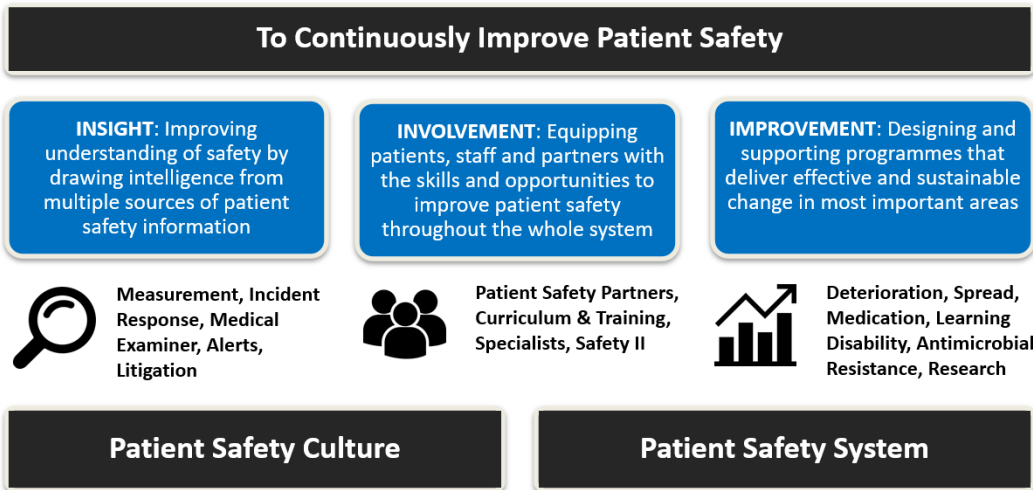 To Continuously Improve Patient Safety
INSIGHT: Improving
understanding of safety by
drawing intelligence from
multiple sources of patient
safety information
INVOLVEMENT: Equipping
patients, staff and partners with
the skills and opportunities to
improve patient safety
throughout the whole system
IMPROVEMENT: Designing and
supporting programmes that
deliver effective and sustainable
change in most important areas
Measurement, Incident
Response, Medical
Examiner, Alerts,
Litigation
Patient Safety Partners,
Curriculum & Training,
Specialists, Safety II
Deterioration, Spread,
Medication, Learning
Disability, Antimicrobial
Resistance, Research
Patient Safety Culture
Patient Safety System